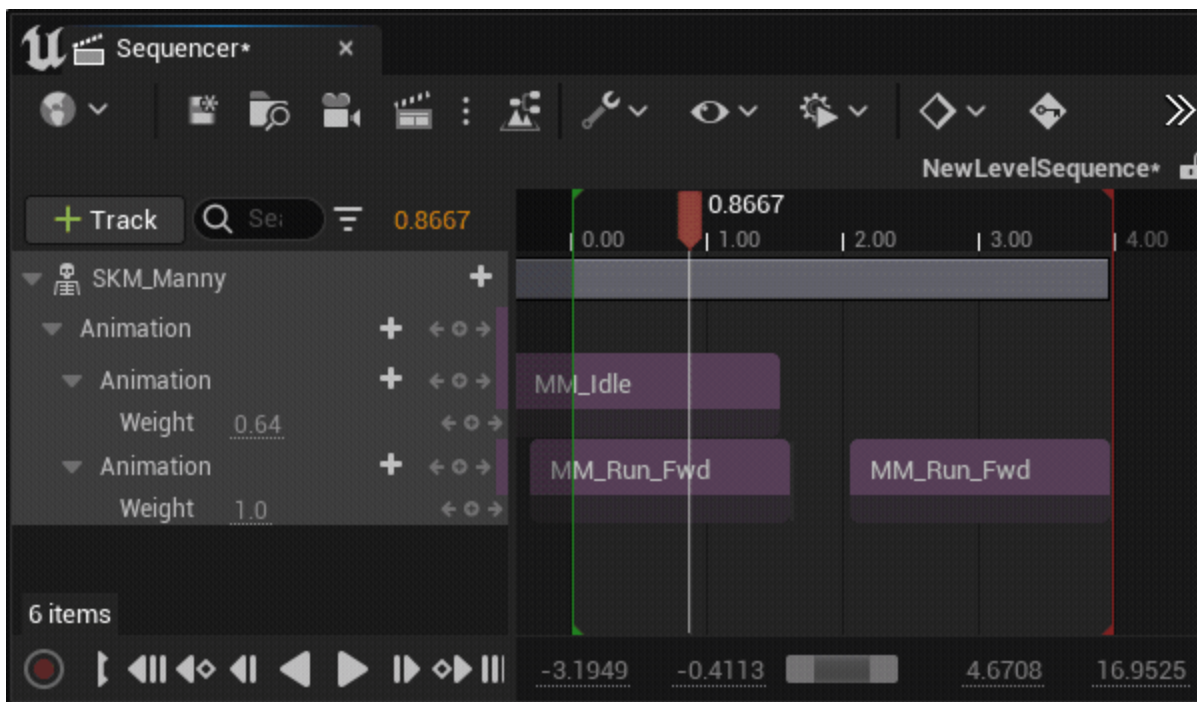 Sequencer*
NewLevelSequence*
Track
Sea
0.8667
0.8667
0.00 1.00 2.00 3.00 4.00
SKM_Manny
Animation
Animation
MM_Idle
Weight 0.64
Animation
MM_Run_Fwd MM_Run_Fwd
Weight 1.0
6 items
-3.1949 -0.4113 4.6708 16.9525